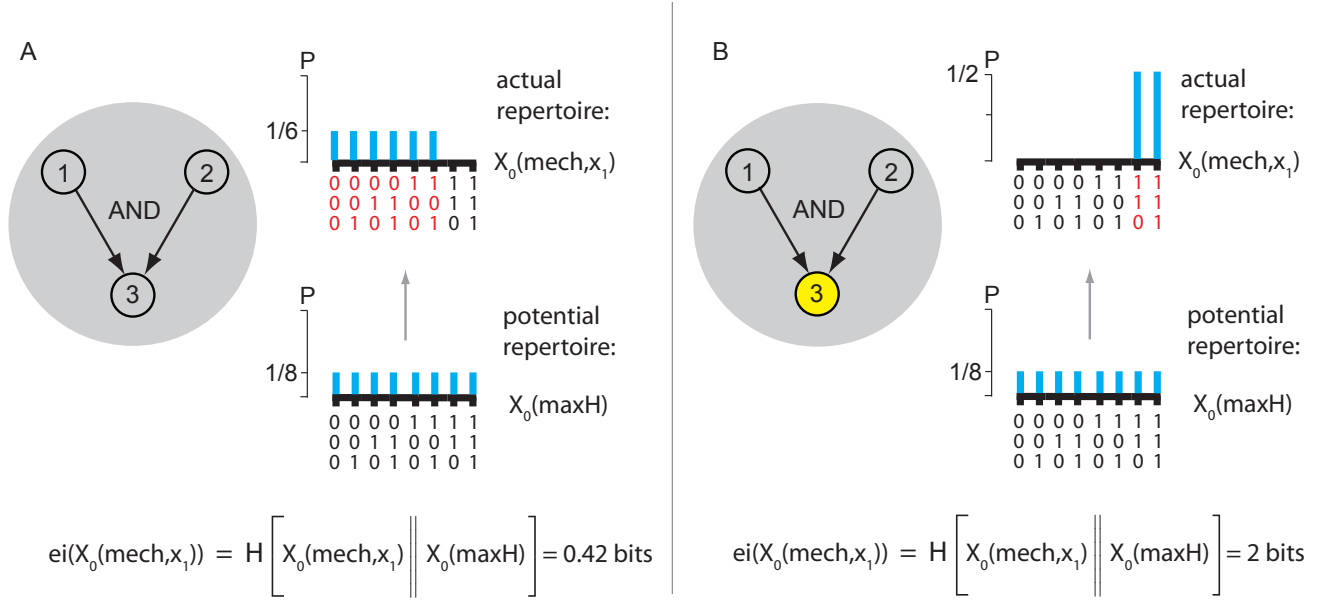 A
P
1/6
actual
repertoire:
X₀(mech,x₁)
0 0 0 0 1 1 1 1
0 0 1 1 0 0 1 1
0 1 0 1 0 1 0 1
1
2
AND
3
P
1/8
potential
repertoire:
X₀(maxH)
0 0 0 0 1 1 1 1
0 0 1 1 0 0 1 1
0 1 0 1 0 1 0 1
ei(X₀(mech,x₁)) = H[X₀(mech,x₁)||X₀(maxH)] = 0.42 bits
B
P
1/2
actual
repertoire:
X₀(mech,x₁)
0 0 0 0 1 1 1 1
0 0 1 1 0 0 1 1
0 1 0 1 0 1 0 1
1
2
AND
3
P
1/8
potential
repertoire:
X₀(maxH)
0 0 0 0 1 1 1 1
0 0 1 1 0 0 1 1
0 1 0 1 0 1 0 1
ei(X₀(mech,x₁)) = H[X₀(mech,x₁)||X₀(maxH)] = 2 bits